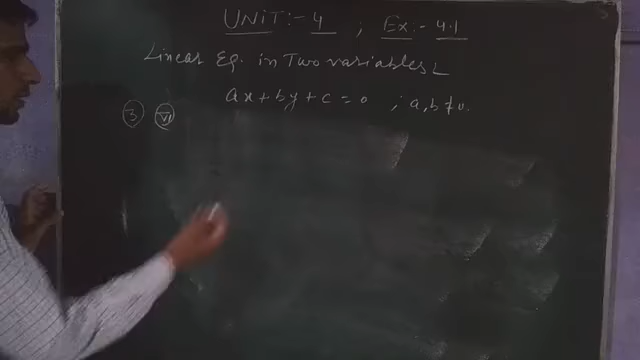 UNIT:- 4 ; Ex:- 4.1
Linear Eq. in Two variables
ax + by + c = 0 ; a, b ≠ 0.
3 VI